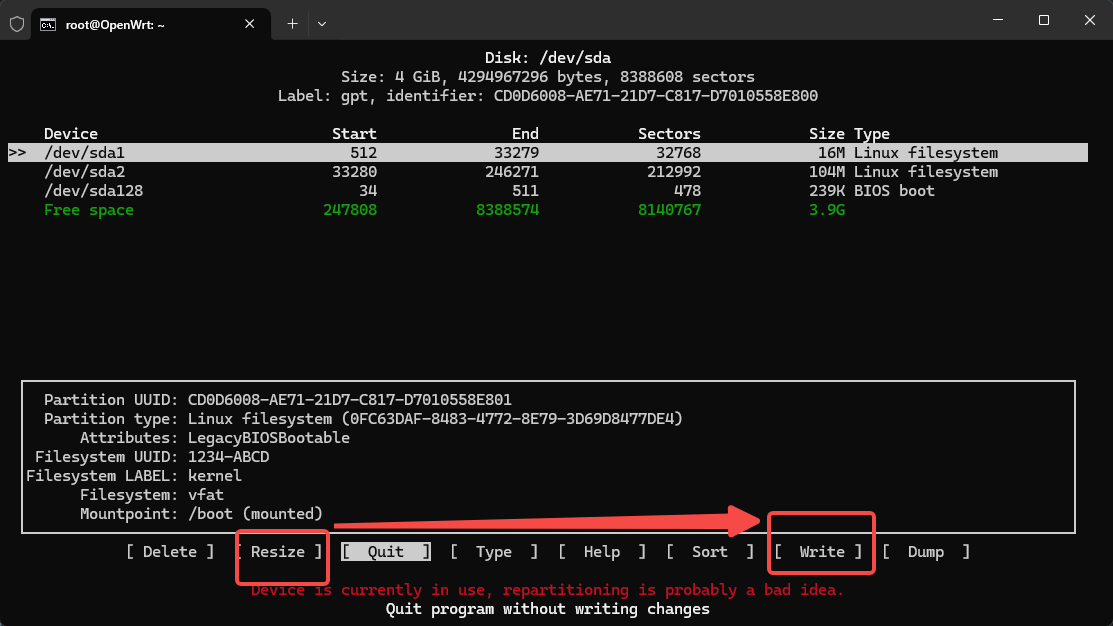 root@OpenWrt: ~
Disk: /dev/sda
Size: 4 GiB, 4294967296 bytes, 8388608 sectors
Label: gpt, identifier: CD0D6008-AE71-21D7-C817-D7010558E800
Device Start End Sectors Size Type
>> /dev/sda1 512 33279 32768 16M Linux filesystem
/dev/sda2 33280 246271 212992 104M Linux filesystem
/dev/sda128 34 511 478 239K BIOS boot
Free space 247808 8388574 8140767 3.9G
Partition UUID: CD0D6008-AE71-21D7-C817-D7010558E801
Partition type: Linux filesystem (0FC63DAF-8483-4772-8E79-3D69D8477DE4)
Attributes: LegacyBIOSBootable
Filesystem UUID: 1234-ABCD
Filesystem LABEL: kernel
Filesystem: vfat
Mountpoint: /boot (mounted)
[ Delete ] [ Resize ] [ Quit ] [ Type ] [ Help ] [ Sort ] [ Write ] [ Dump ]
Device is currently in use, repartitioning is probably a bad idea.
Quit program without writing changes